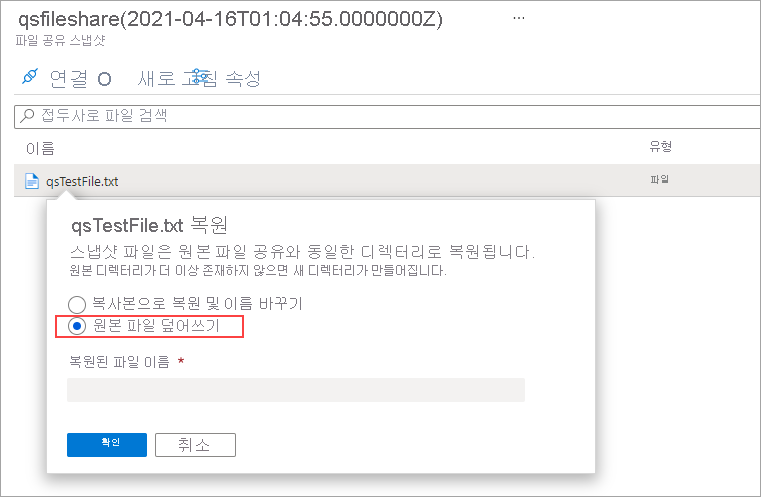 qsfileshare(2021-04-16T01:04:55.0000000Z) ...
파일 공유 스냅샷
연결 O 새로 고침 속성
접두사로 파일 검색
이름 유형
qsTestFile.txt 파일
qsTestFile.txt 복원
스냅샷 파일은 원본 파일 공유와 동일한 디렉터리로 복원됩니다.
원본 디렉터리가 더 이상 존재하지 않으면 새 디렉터리가 만들어집니다.
복사본으로 복원 및 이름 바꾸기
원본 파일 덮어쓰기
복원된 파일 이름 *
확인 취소